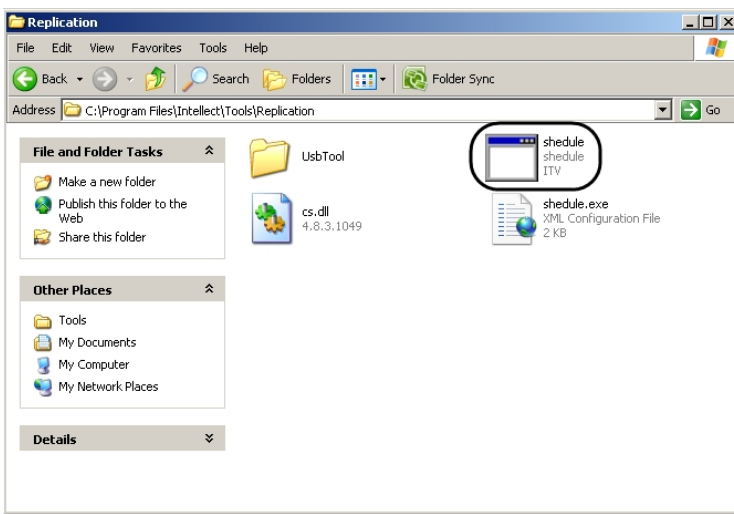 Replication
File Edit View Favorites Tools Help
Back Search Folders Folder Sync
Address C:\Program Files\Intellect\Tools\Replication Go
File and Folder Tasks
Make a new folder
Publish this folder to the
Web
Share this folder
Other Places
Tools
My Documents
My Computer
My Network Places
Details
UsbTool
shedule
shedule
ITV
cs.dll
4.8.3.1049
shedule.exe
XML Configuration File
2 KB